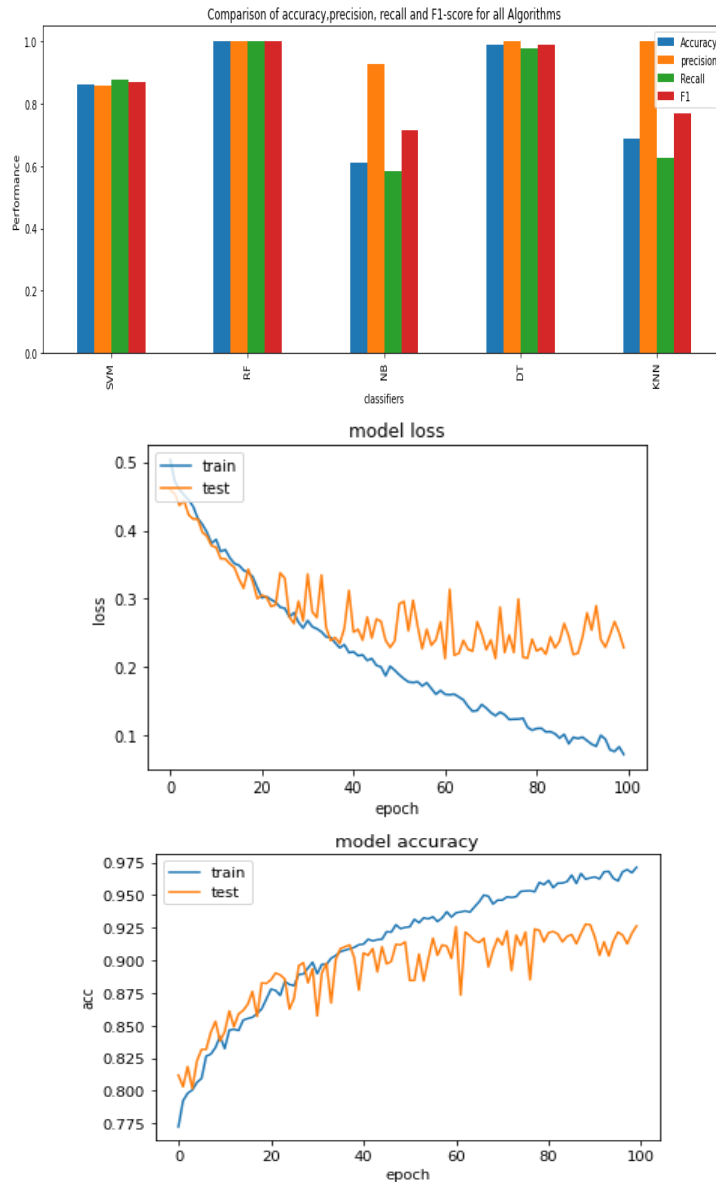 Comparison of accuracy,precision, recall and F1-score for all Algorithms
1.0
0.8
0.6
0.4
0.2
0.0
Performance
Accuracy
precision
Recall
F1
SVM
RF
NB
DT
KNN
classifiers
model loss
train
test
0.5
0.4
0.3
0.2
0.1
loss
0 20 40 60 80 100
epoch
model accuracy
train
test
0.975
0.950
0.925
0.900
0.875
0.850
0.825
0.800
0.775
acc
0 20 40 60 80 100
epoch